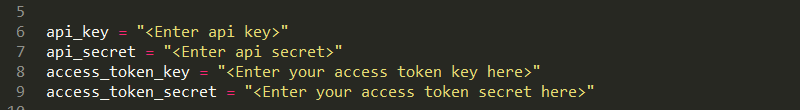 5
6 api_key = "<Enter api key>"
7 api_secret = "<Enter api secret>"
8 access_token_key = "<Enter your access token key here>"
9 access_token_secret = "<Enter your access token secret here>"